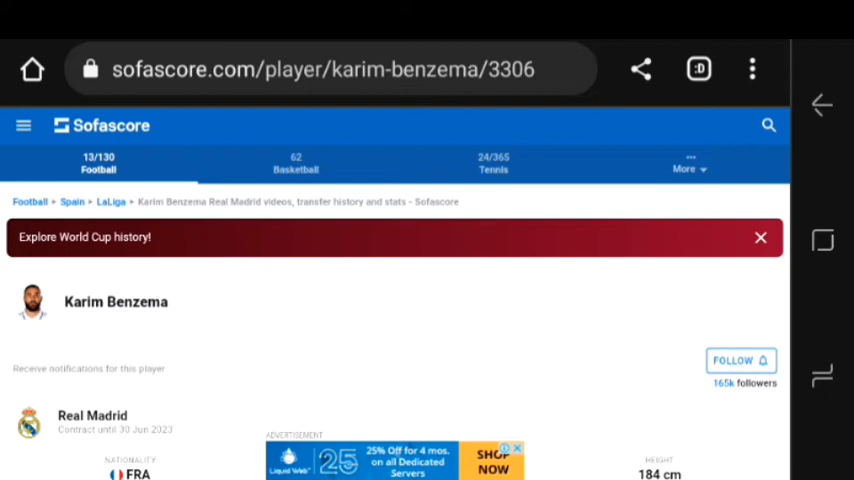 sofascore.com/player/karim-benzema/3306
:D
Sofascore
13/130
Football
62
Basketball
24/365
Tennis
...
More
Football
Spain
LaLiga
Karim Benzema Real Madrid videos, transfer history and stats - Sofascore
Explore World Cup history!
Karim Benzema
Receive notifications for this player
FOLLOW
165k followers
Real Madrid
Contract until 30 Jun 2023
ADVERTISEMENT
Liquid Web
25
25% Off for 4 mos.
on all Dedicated
Servers
SHOP
NOW
NATIONALITY
FRA
HEIGHT
184 cm